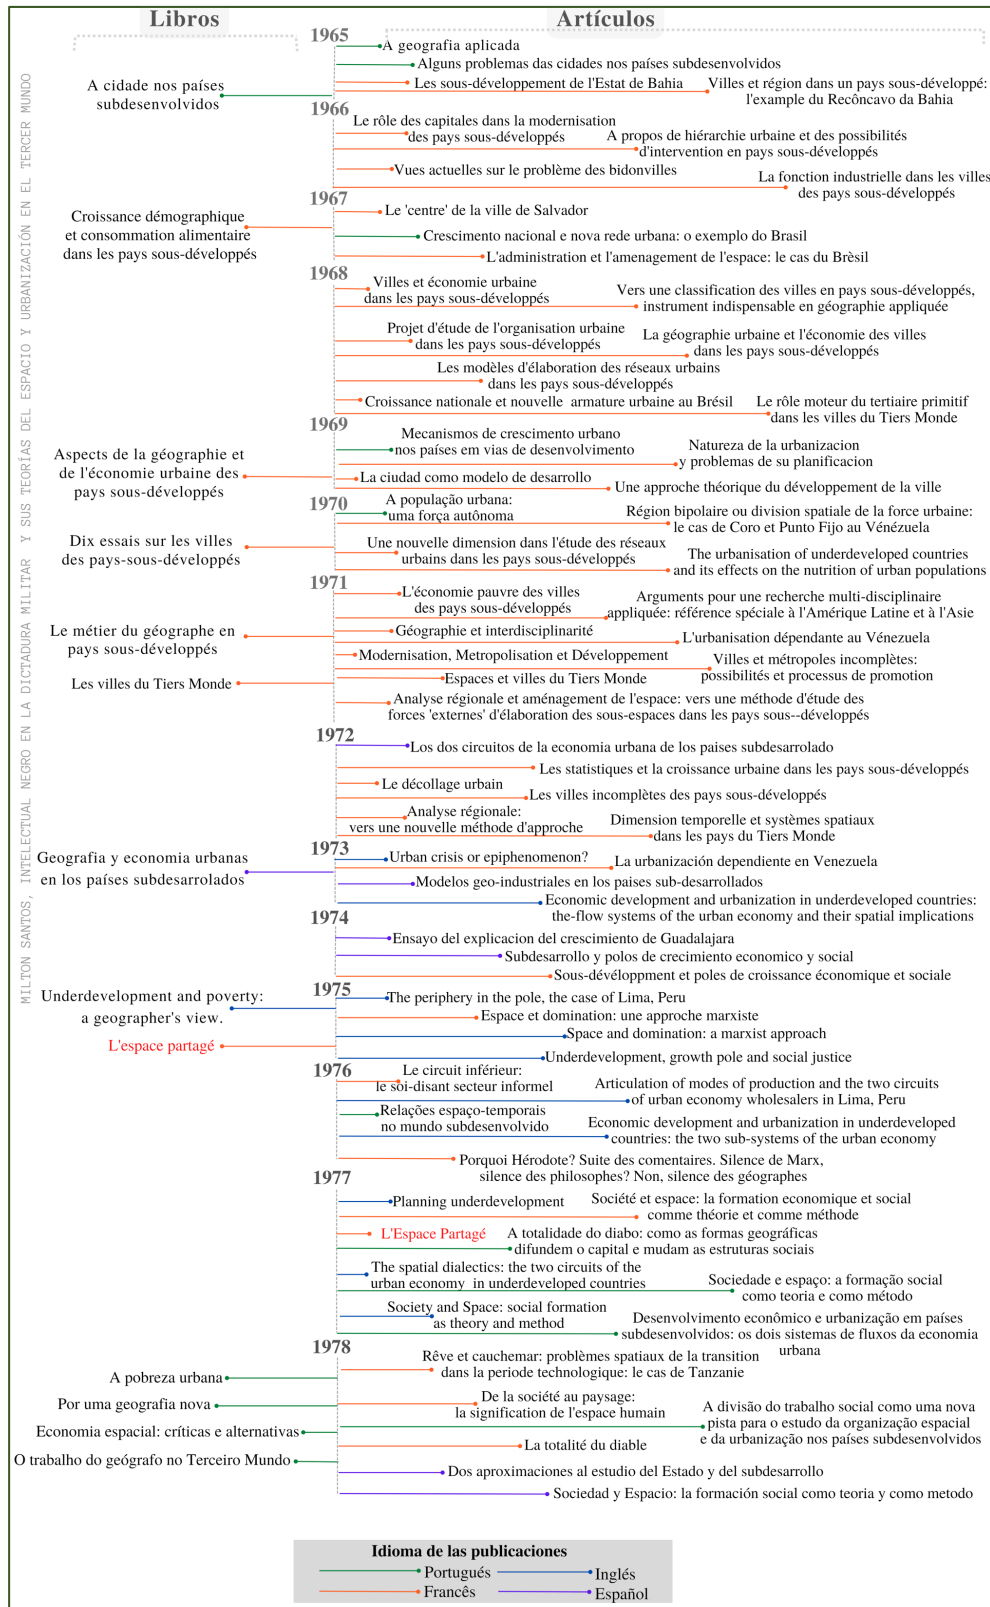 Libros
Artículos
MILTON SANTOS, INTELECTUAL NEGRO EN LA DICTADURA MILITAR Y SUS TEORÍAS DEL ESPACIO Y URBANIZACIÓN EN EL TERCER MUNDO
1965
A geografia aplicada
Alguns problemas das cidades nos países subdesenvolvidos
Les sous-développement de l'Estat de Bahia
Villes et région dans un pays sous-développé:
l'example du Recôncavo da Bahia
A cidade nos países
subdesenvolvidos
1966
Le rôle des capitales dans la modernisation
des pays sous-développés
A propos de hiérarchie urbaine et des possibilités
d'intervention en pays sous-développés
Vues actuelles sur le problème des bidonvilles
La fonction industrielle dans les villes
des pays sous-développés
1967
Le 'centre' de la ville de Salvador
Croissance démographique
et consommation alimentaire
dans les pays sous-développés
Crescimento nacional e nova rede urbana: o exemplo do Brasil
L'administration et l'amenagement de l'espace: le cas du Brèsil
1968
Villes et économie urbaine
dans les pays sous-développés
Vers une classification des villes en pays sous-développés,
instrument indispensable en géographie appliquée
Projet d'étude de l'organisation urbaine
dans les pays sous-développés
La géographie urbaine et l'économie des villes
dans les pays sous-développés
Les modèles d'élaboration des réseaux urbains
dans les pays sous-développés
Croissance nationale et nouvelle armature urbaine au Brésil
Le rôle moteur du tertiaire primitif
dans les villes du Tiers Monde
1969
Mecanismos de crescimento urbano
nos países em vias de desenvolvimento
Natureza de la urbanizacion
y problemas de su planificacion
Aspects de la géographie et
de l'économie urbaine des
pays sous-développés
La ciudad como modelo de desarrollo
Une approche théorique du développement de la ville
1970
A população urbana:
uma força autônoma
Région bipolaire ou division spatiale de la force urbaine:
le cas de Coro et Punto Fijo au Vénézuela
Dix essais sur les villes
des pays-sous-développés
Une nouvelle dimension dans l'étude des réseaux
urbains dans les pays sous-développés
The urbanisation of underdeveloped countries
and its effects on the nutrition of urban populations
1971
L'économie pauvre des villes
des pays sous-développés
Arguments pour une recherche multi-disciplinaire
appliquée: référence spéciale à l'Amérique Latine et à l'Asie
Le métier du géographe en
pays sous-développés
Géographie et interdisciplinarité
L'urbanisation dépendante au Vénezuela
Modernisation, Metropolisation et Développement
Villes et métropoles incomplètes:
possibilités et processus de promotion
Les villes du Tiers Monde
Espaces et villes du Tiers Monde
Analyse régionale et aménagement de l'espace: vers une méthode d'étude des
forces 'externes' d'élaboration des sous-espaces dans les pays sous--développés
1972
Los dos circuitos de la economia urbana de los paises subdesarrolado
Les statistiques et la croissance urbaine dans les pays sous-développés
Le décollage urbain
Les villes incomplètes des pays sous-développés
Analyse régionale:
vers une nouvelle méthode d'approche
Dimension temporelle et systèmes spatiaux
dans les pays du Tiers Monde
1973
Urban crisis or epiphenomenon?
La urbanización dependiente en Venezuela
Geografia y economia urbanas
en los países subdesarrolados
Modelos geo-industriales en los paises sub-desarrollados
Economic development and urbanization in underdeveloped countries:
the-flow systems of the urban economy and their spatial implications
1974
Ensayo del explicacion del crescimiento de Guadalajara
Subdesarrollo y polos de crecimiento economico y social
Sous-dévéloppment et poles de croissance économique et sociale
1975
Underdevelopment and poverty:
a geographer's view.
The periphery in the pole, the case of Lima, Peru
Espace et domination: une approche marxiste
Space and domination: a marxist approach
L'espace partagé
Underdevelopment, growth pole and social justice
1976
Le circuit inférieur:
le soi-disant secteur informel
Articulation of modes of production and the two circuits
of urban economy wholesalers in Lima, Peru
Relações espaço-temporais
no mundo subdesenvolvido
Economic development and urbanization in underdeveloped
countries: the two sub-systems of the urban economy
Porquoi Hérodote? Suite des comentaires. Silence de Marx,
silence des philosophes? Non, silence des géographes
1977
Planning underdevelopment
Société et espace: la formation economique et social
comme théorie et comme méthode
L'Espace Partagé
A totalidade do diabo: como as formas geográficas
difundem o capital e mudam as estruturas sociais
The spatial dialectics: the two circuits of the
urban economy in underdeveloped countries
Sociedade e espaço: a formação social
como teoria e como método
Society and Space: social formation
as theory and method
Desenvolvimento econômico e urbanização em países
subdesenvolvidos: os dois sistemas de fluxos da economia
urbana
1978
Rêve et cauchemar: problèmes spatiaux de la transition
dans la periode technologique: le cas de Tanzanie
A pobreza urbana
Por uma geografia nova
De la société au paysage:
la signification de l'espace humain
A divisão do trabalho social como uma nova
pista para o estudo da organização espacial
e da urbanização nos países subdesenvolvidos
Economia espacial: críticas e alternativas
La totalité du diable
O trabalho do geógrafo no Terceiro Mundo
Dos aproximaciones al estudio del Estado y del subdesarrollo
Sociedad y Espacio: la formación social como teoria y como metodo
Idioma de las publicaciones
Portugués
Inglés
Francês
Español